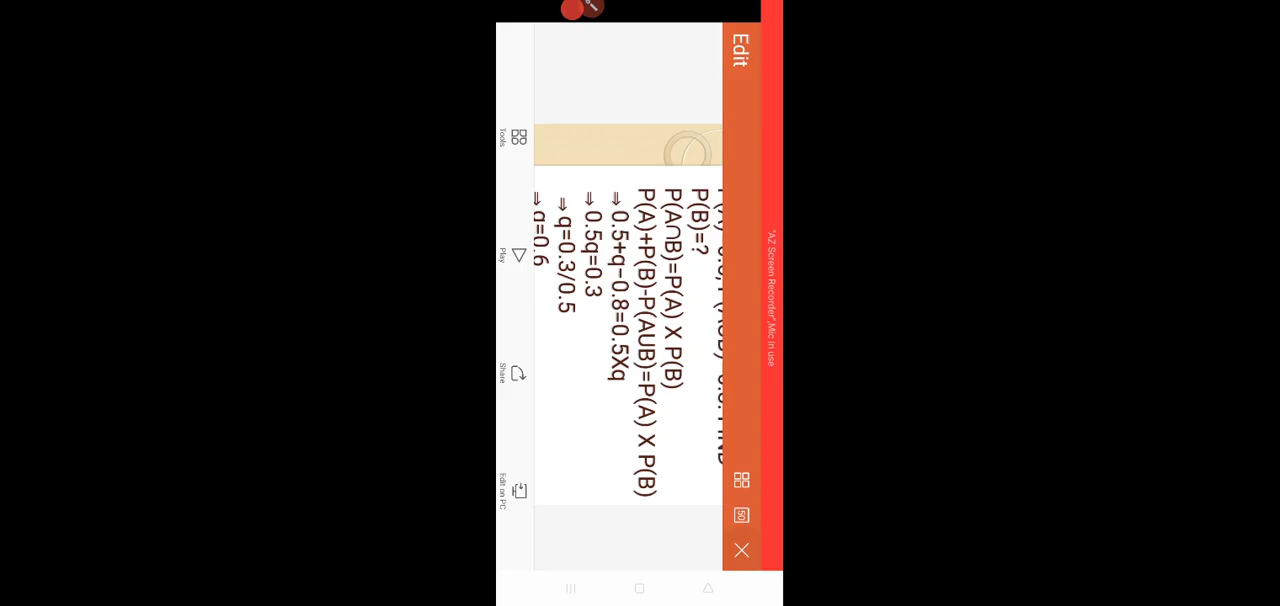 "AZ Screen Recorder",Mic in use
Edit
50
P(B)=?
P(A∩B)=P(A) X P(B)
P(A)+P(B)-P(AUB)=P(A) X P(B)
⇒ 0.5+q-0.8=0.5Xq
⇒ 0.5q=0.3
⇒ q=0.3/0.5
⇒ q=0.6
Tools
Play
Share
Edit on PC